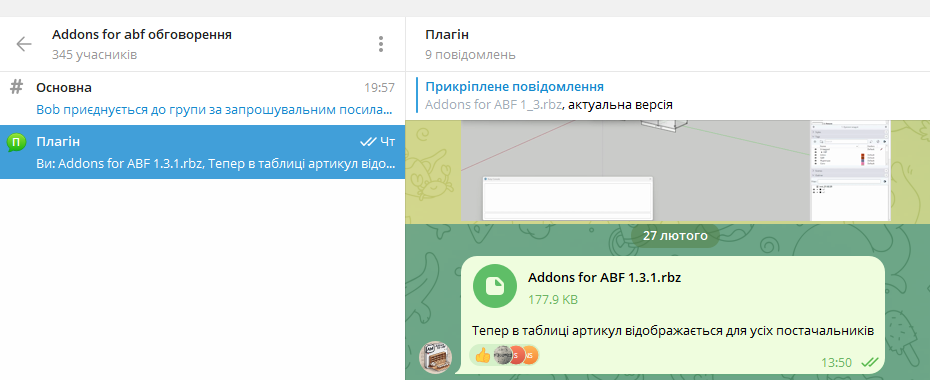 Addons for abf обговорення
345 учасників
# Основна 19:57
Bob приєднується до групи за запрошувальним посила...
П
Плагін Чт
Ви: Addons for ABF 1.3.1.rbz, Тепер в таблиці артикул відо...
Плагін
9 повідомлень
Прикріплене повідомлення
Addons for ABF 1_3.rbz, актуальна версія
27 лютого
Addons for ABF 1.3.1.rbz
177.9 KB
Тепер в таблиці артикул відображається для усіх постачальників
13:50